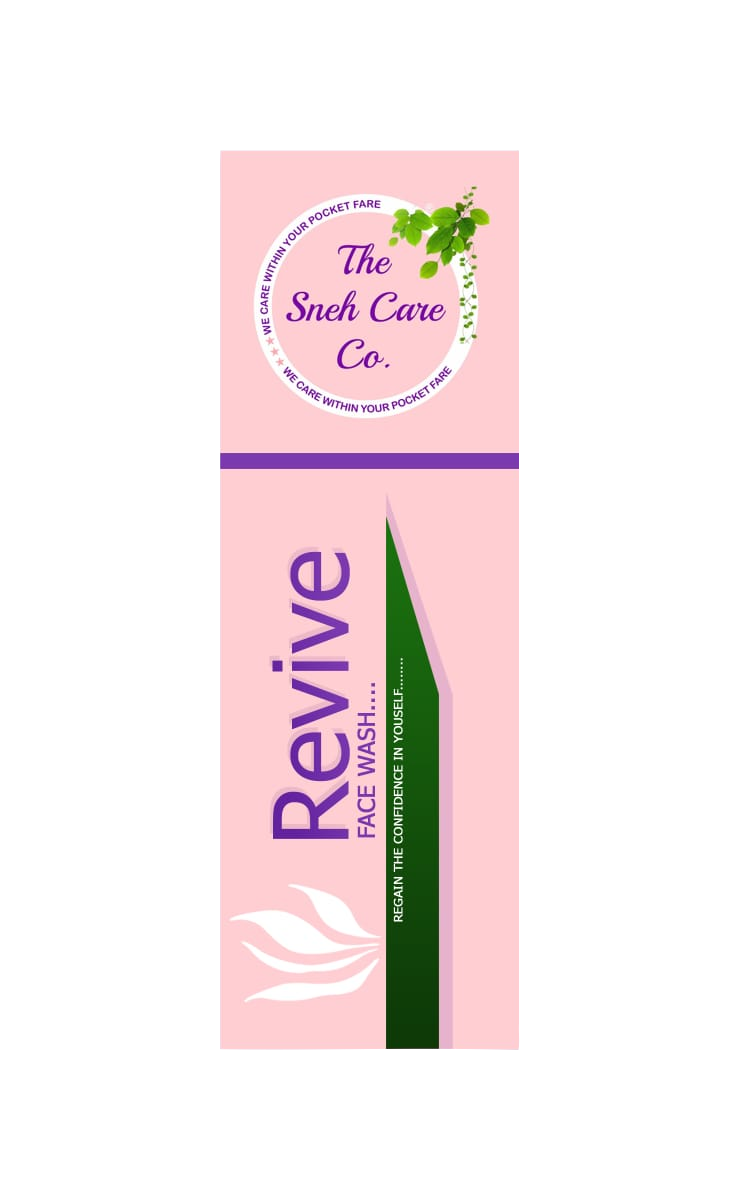 WE CARE WITHIN YOUR POCKET FARE
The
Sneh Care
Co.
WE CARE WITHIN YOUR POCKET FARE
Revive
FACE WASH....
REGAIN THE CONFIDENCE IN YOUSELF........